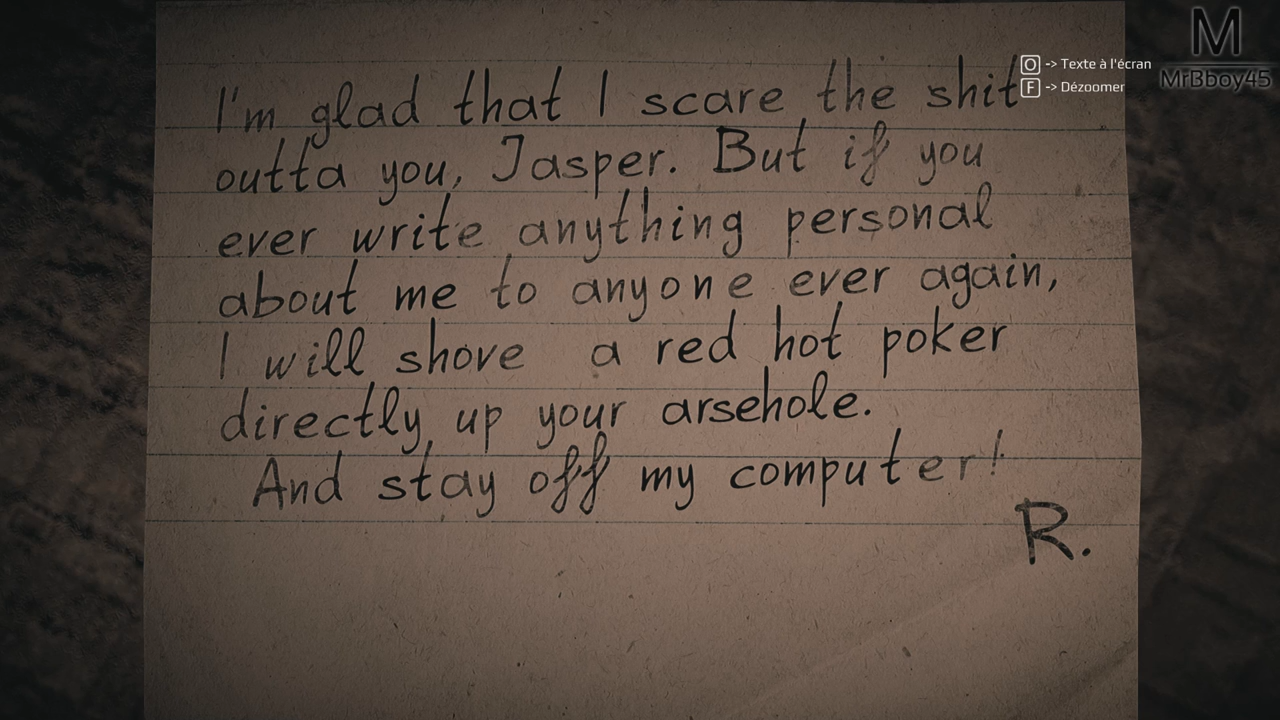 I'm glad that I scare the shit
outta you, Jasper. But if you
ever write anything personal
about me to anyone ever again,
I will shove a red hot poker
directly up your arsehole.
And stay off my computer!
R.
O -> Texte à l'écran
F -> Dézoomer
M
MrBboy45